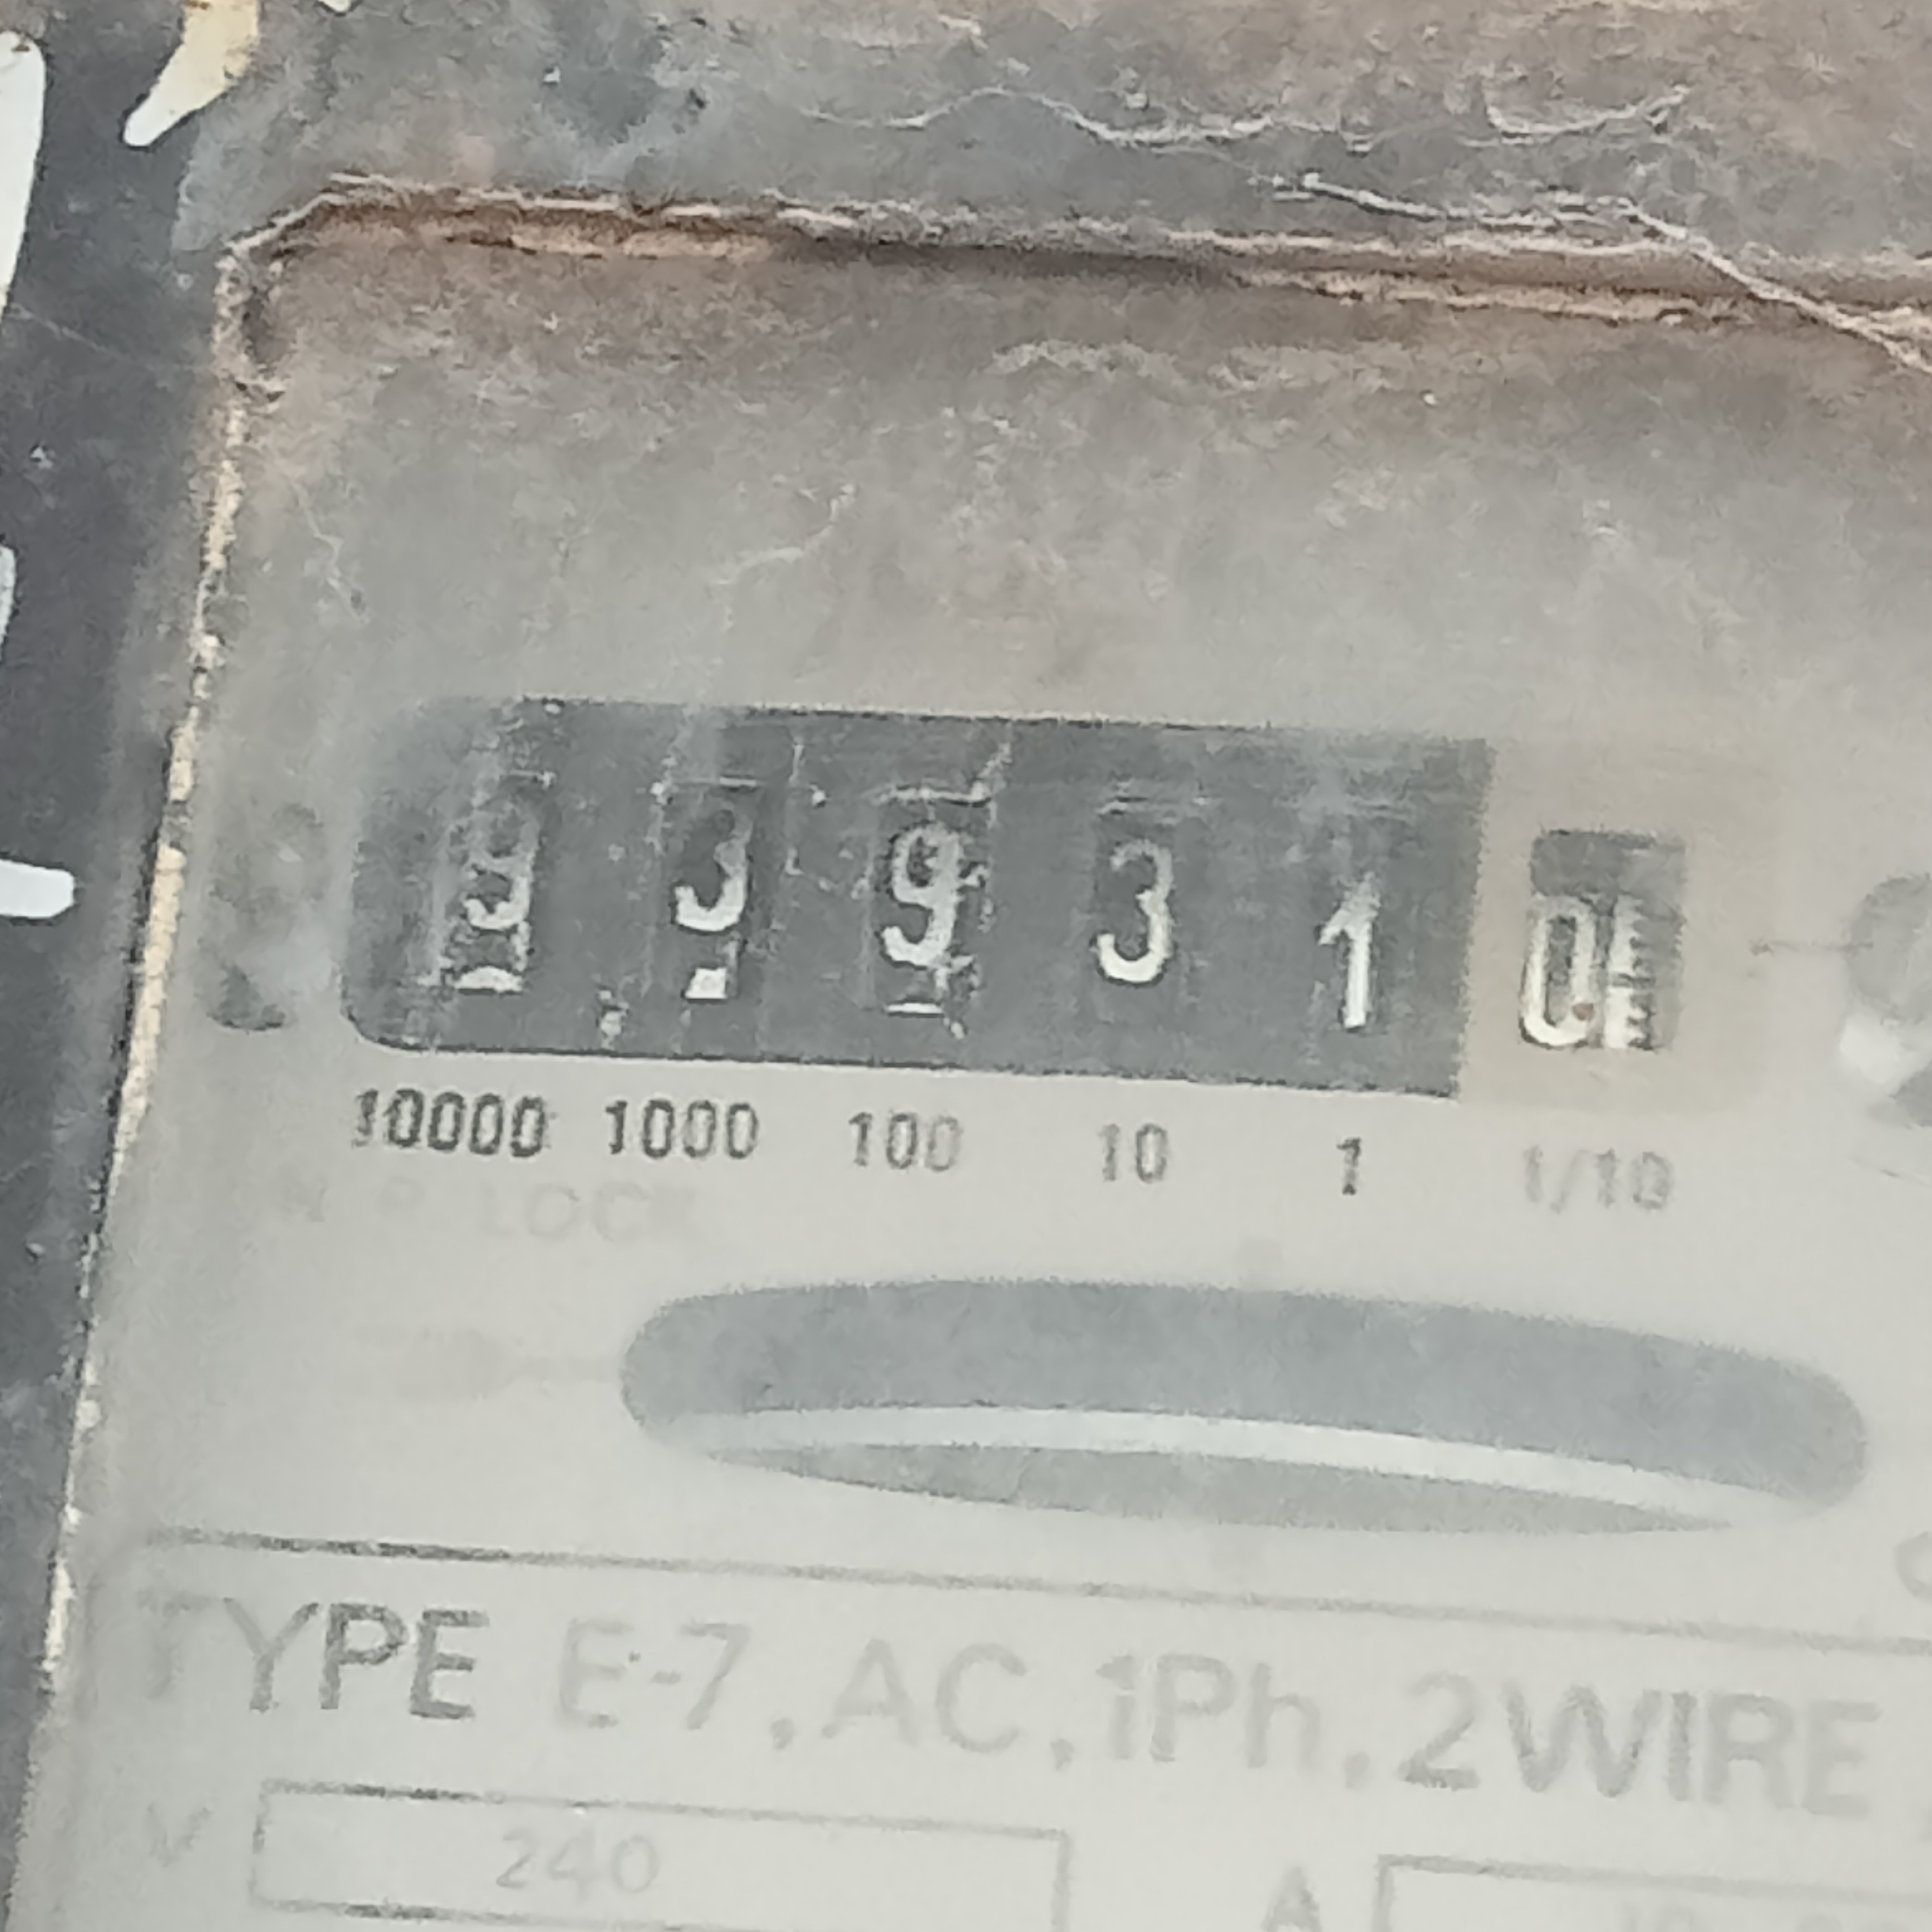 9 3 9 3 1 0
10000 1000 100 10 1 1/10
LOCK
TYPE E-7, AC, 1Ph, 2WIRE
V 240 A